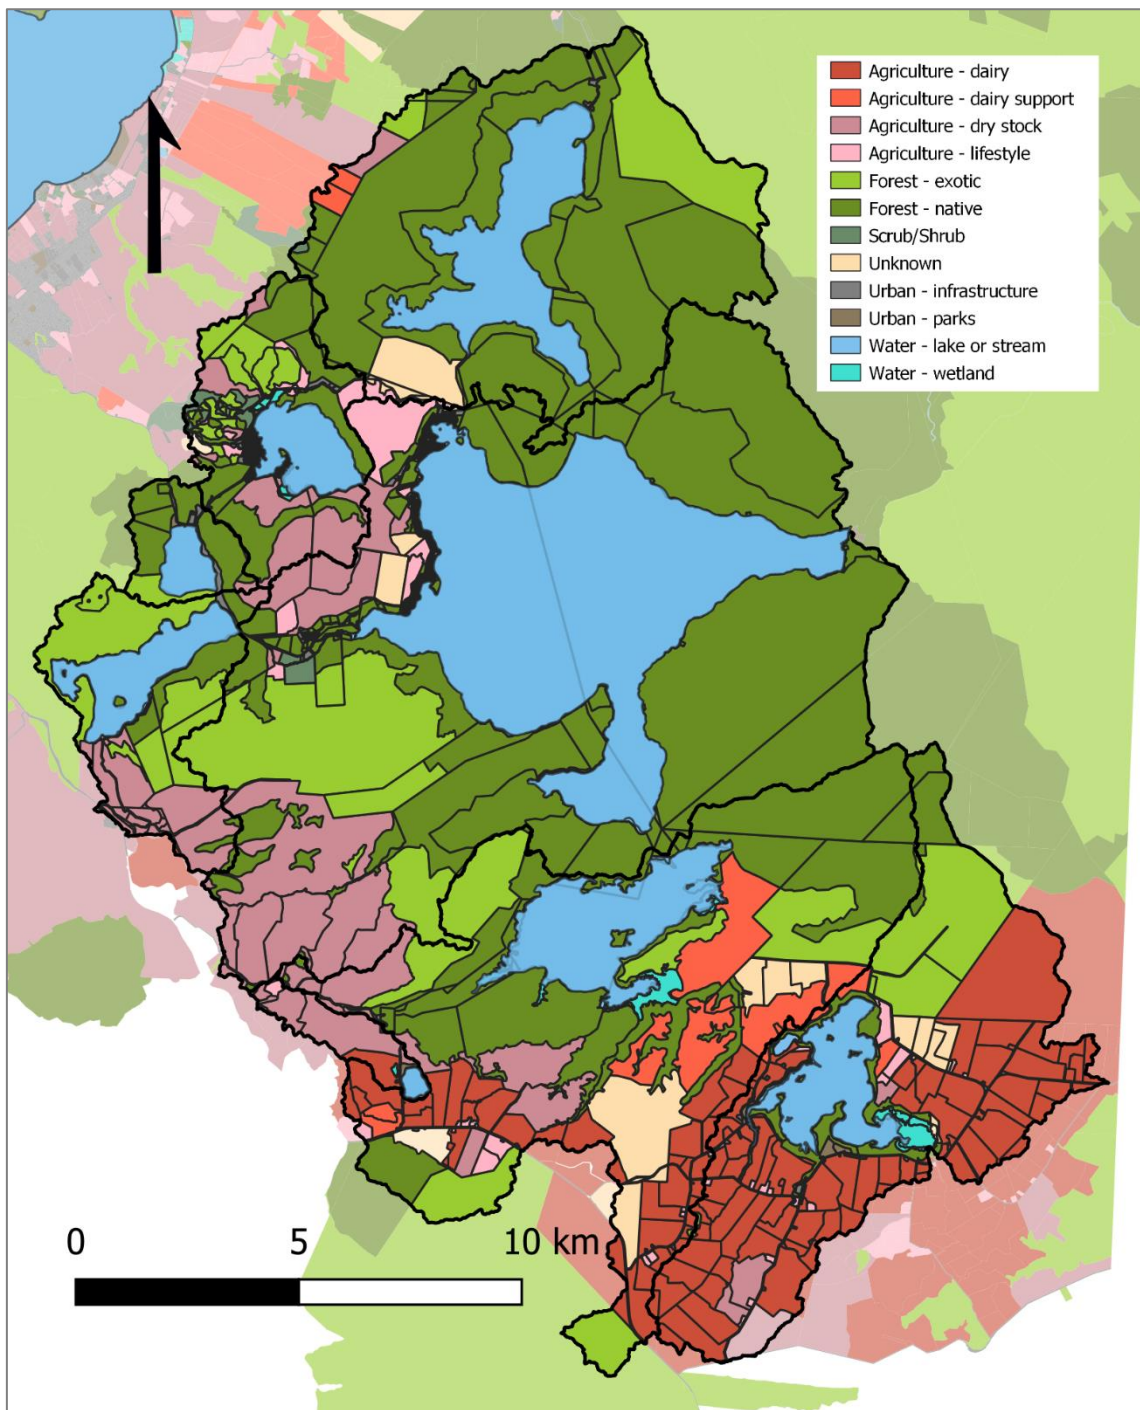 Agriculture - dairy
Agriculture - dairy support
Agriculture - dry stock
Agriculture - lifestyle
Forest - exotic
Forest - native
Scrub/Shrub
Unknown
Urban - infrastructure
Urban - parks
Water - lake or stream
Water - wetland
0 5 10 km